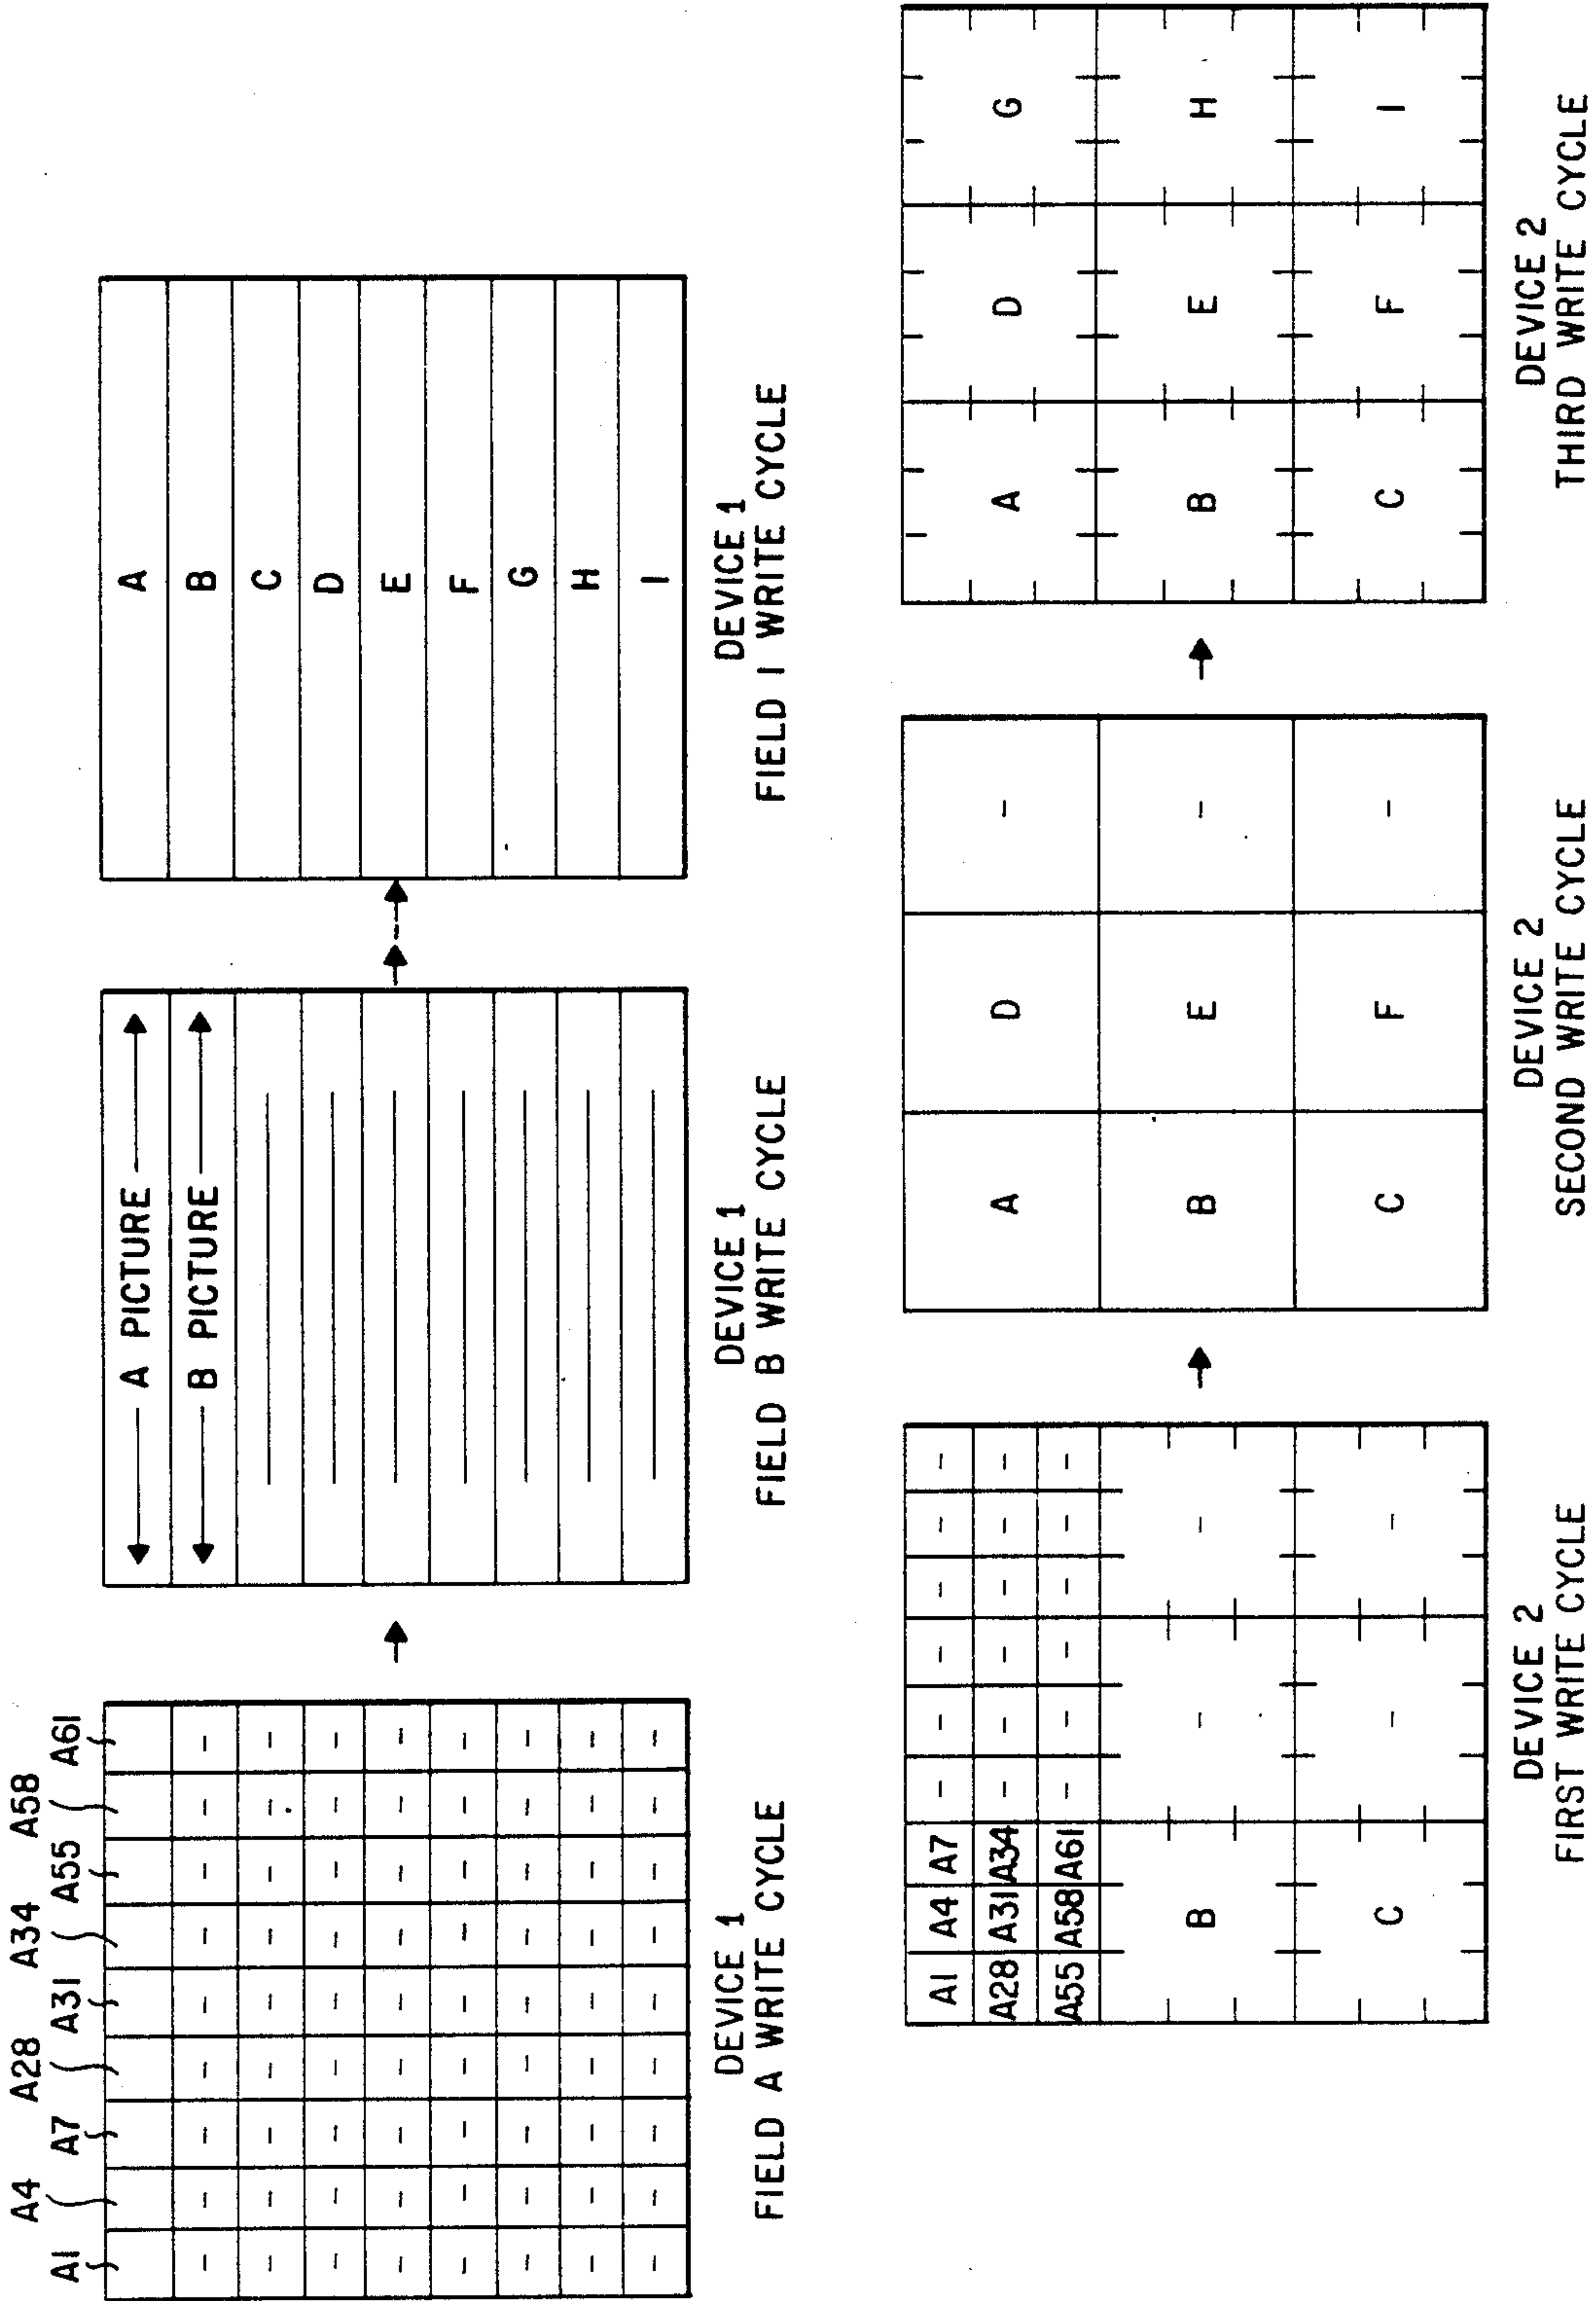 A1 A4 A7 A28 A31 A34 A55 A58 A61
DEVICE 1
FIELD A WRITE CYCLE
A PICTURE
B PICTURE
DEVICE 1
FIELD B WRITE CYCLE
A
B
C
D
E
F
G
H
I
DEVICE 1
FIELD I WRITE CYCLE
A1 A4 A7
A28 A31 A34
A55 A58 A61
B
C
DEVICE 2
FIRST WRITE CYCLE
A D
B E
C F
DEVICE 2
SECOND WRITE CYCLE
A D G
B E H
C F I
DEVICE 2
THIRD WRITE CYCLE